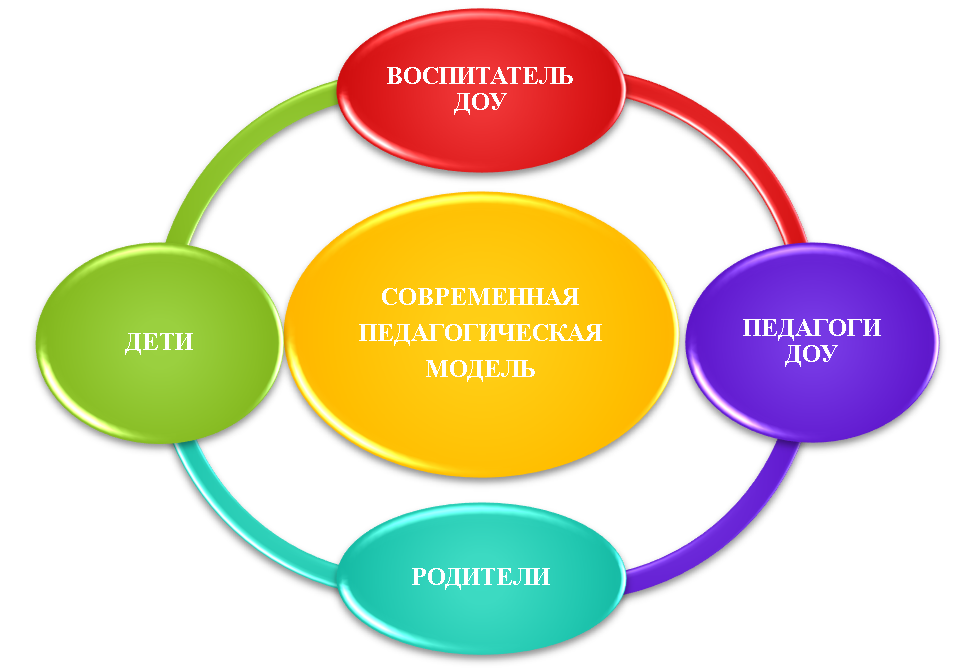 ВОСПИТАТЕЛЬ
ДОУ
СОВРЕМЕННАЯ
ПЕДАГОГИЧЕСКАЯ
МОДЕЛЬ
ДЕТИ
ПЕДАГОГИ
ДОУ
РОДИТЕЛИ